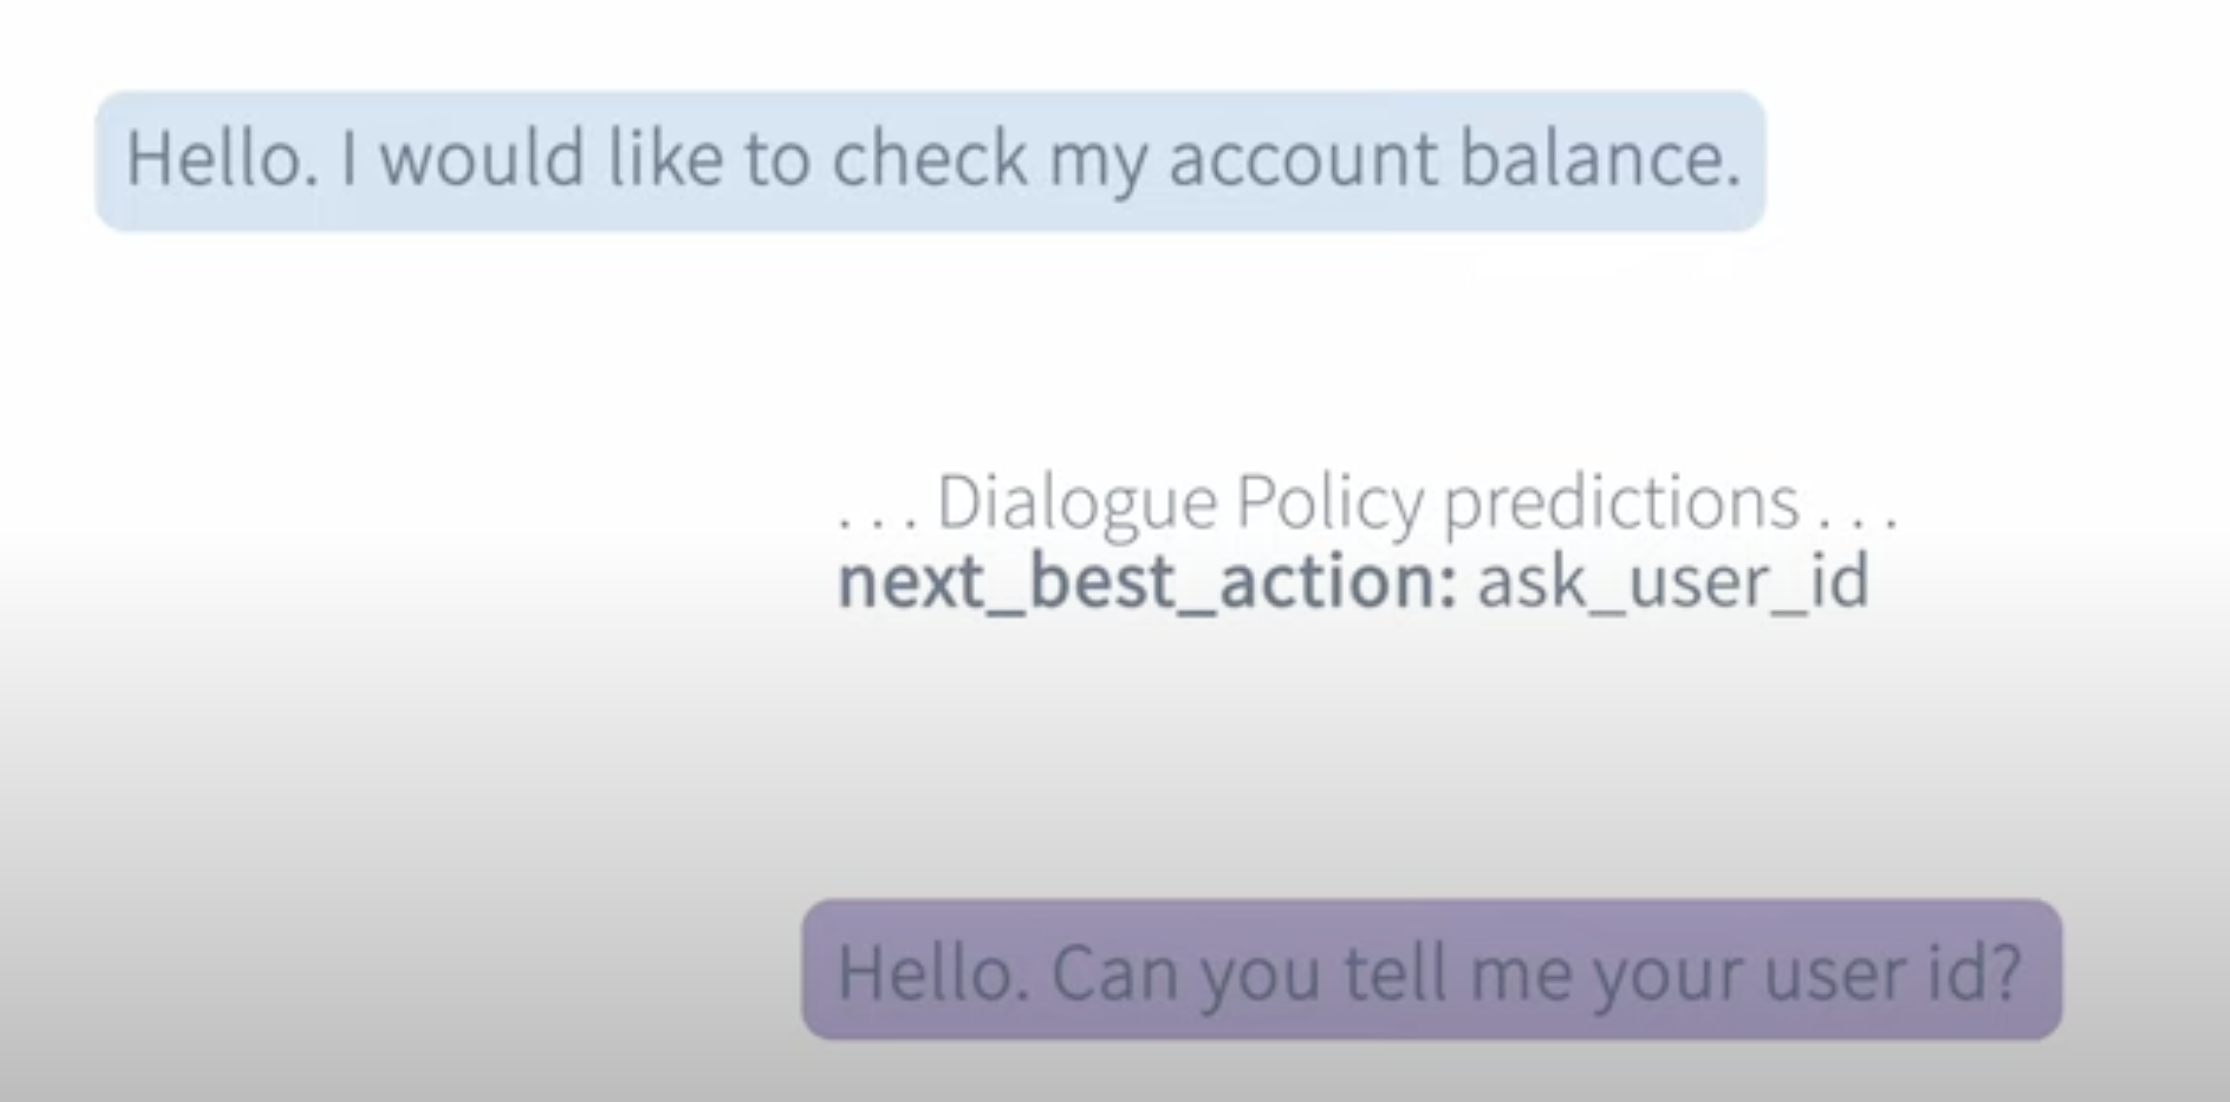 Hello. I would like to check my account balance.
. . . Dialogue Policy predictions . . .
next_best_action: ask_user_id
Hello. Can you tell me your user id?